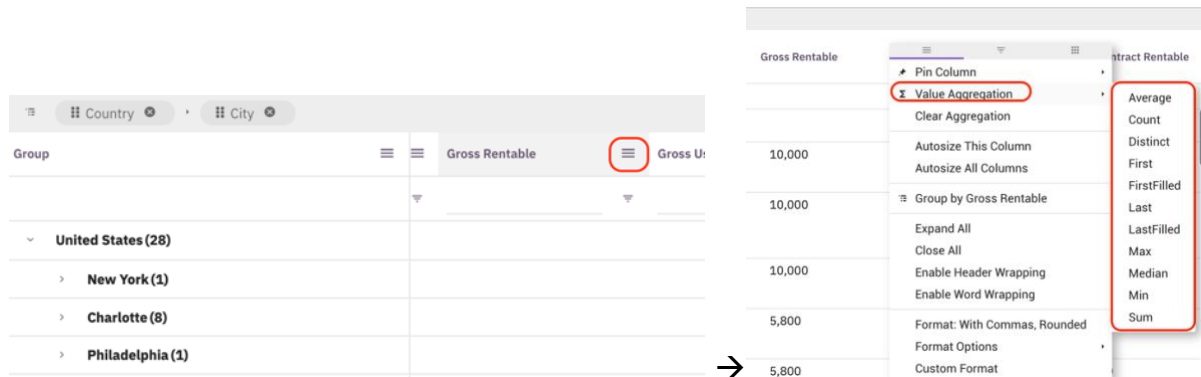 Country
City
Group
Gross Rentable
Gross Us
United States (28)
New York (1)
Charlotte (8)
Philadelphia (1)
→
Gross Rentable
ntract Rentable
Pin Column
Σ Value Aggregation
Clear Aggregation
Autosize This Column
Autosize All Columns
Group by Gross Rentable
Expand All
Close All
Enable Header Wrapping
Enable Word Wrapping
Format: With Commas, Rounded
Format Options
Custom Format
Average
Count
Distinct
First
FirstFilled
Last
LastFilled
Max
Median
Min
Sum
10,000
10,000
10,000
5,800
5,800